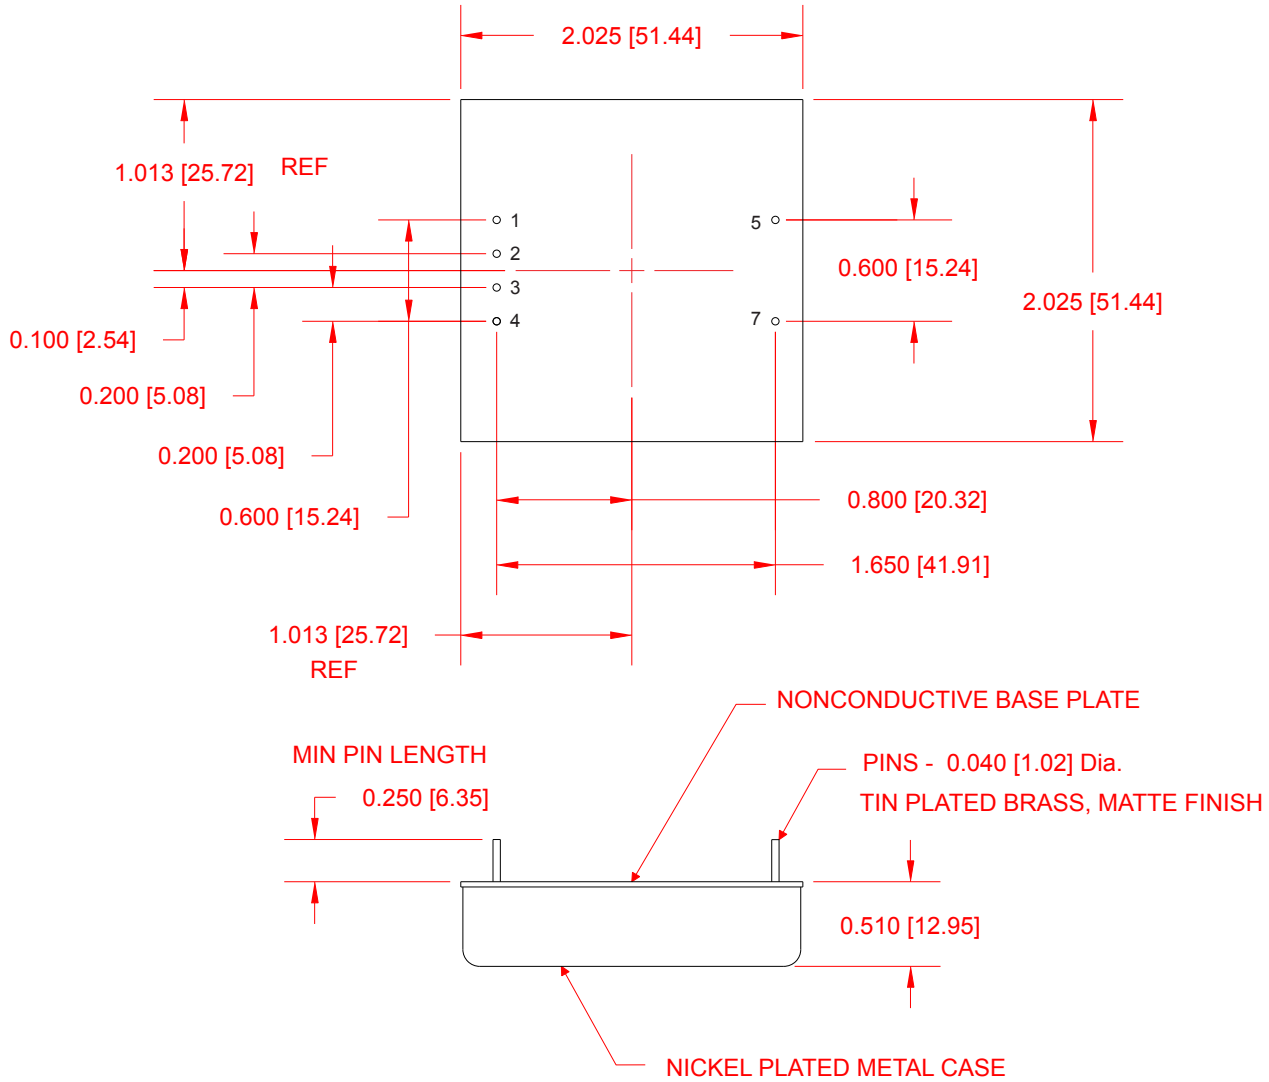 2.025 [51.44]
1.013 [25.72] REF
1
5
2
0.600 [15.24]
3
2.025 [51.44]
4
7
0.100 [2.54]
0.200 [5.08]
0.200 [5.08]
0.800 [20.32]
0.600 [15.24]
1.650 [41.91]
1.013 [25.72]
REF
NONCONDUCTIVE BASE PLATE
MIN PIN LENGTH
0.250 [6.35]
PINS - 0.040 [1.02] Dia.
TIN PLATED BRASS, MATTE FINISH
0.510 [12.95]
NICKEL PLATED METAL CASE